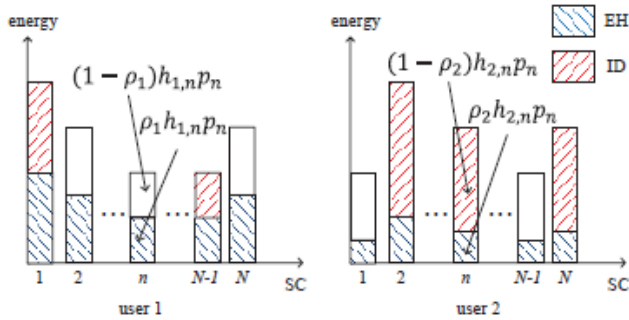 energy
energy
EH
ID
(1 − ρ₁)h₁,ₙpₙ
ρ₁h₁,ₙpₙ
(1 − ρ₂)h₂,ₙpₙ
ρ₂h₂,ₙpₙ
... ...
... ...
1 2 n N-1 N SC
1 2 n N-1 N SC
user 1
user 2